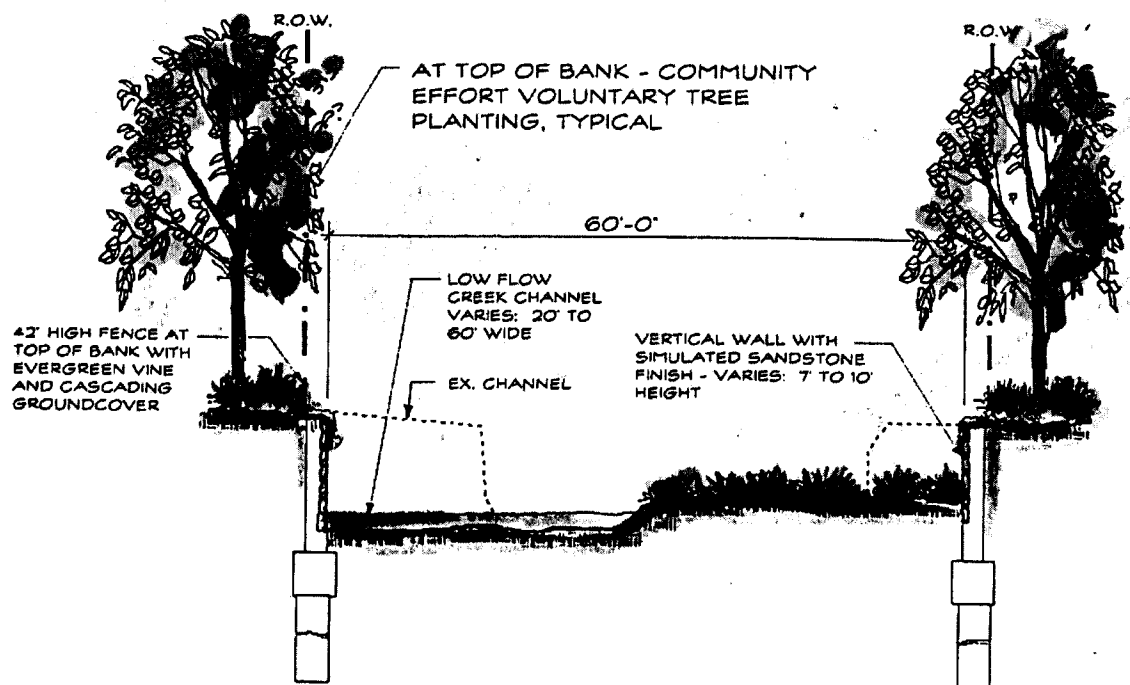 R.O.W.
R.O.W.
AT TOP OF BANK - COMMUNITY
EFFORT VOLUNTARY TREE
PLANTING, TYPICAL
60'-0"
LOW FLOW
CREEK CHANNEL
VARIES: 20' TO
60' WIDE
42" HIGH FENCE AT
TOP OF BANK WITH
EVERGREEN VINE
AND CASCADING
GROUNDCOVER
EX. CHANNEL
VERTICAL WALL WITH
SIMULATED SANDSTONE
FINISH - VARIES: 7' TO 10'
HEIGHT